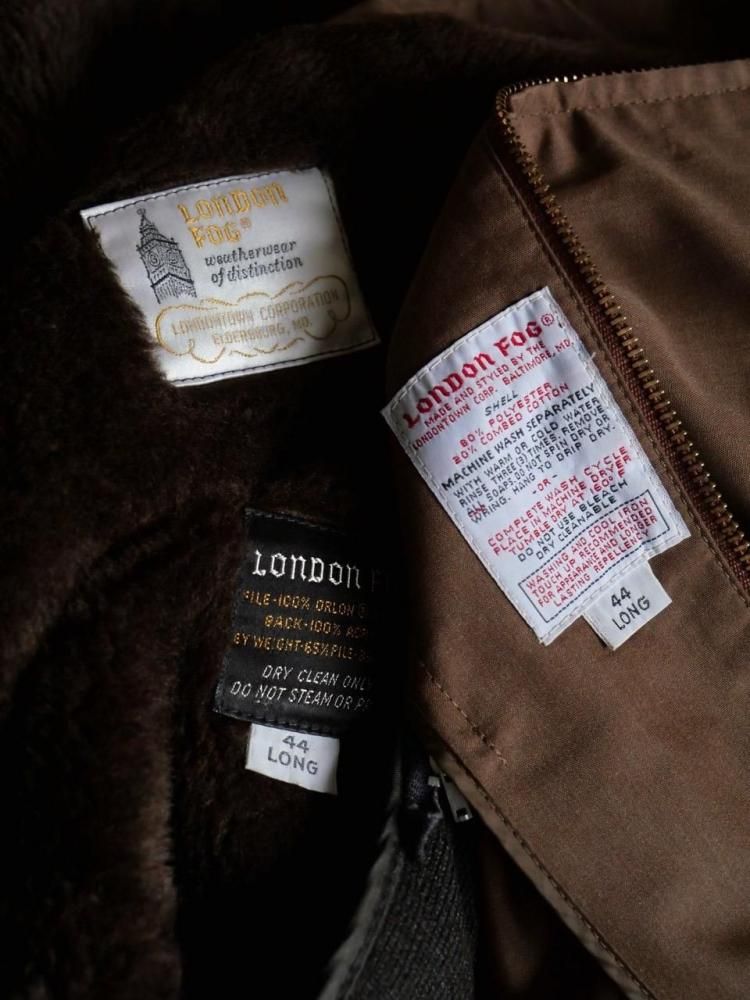 LONDON
FOG®
weatherwear
of distinction
LONDONTOWN CORPORATION
ELDERSBURG, MD.
LONDON FOG®
MADE AND STYLED BY THE
LONDONTOWN CORP. BALTIMORE, MD.
SHELL
80% POLYESTER
20% COMBED COTTON
MACHINE WASH SEPARATELY
WITH WARM OR COLD WATER
RINSE THREE(3) TIMES. REMOVE
ALL SOAPS. DO NOT SPIN DRY OR
WRING. HANG TO DRIP DRY.
-OR-
COMPLETE WASH CYCLE
PLACE IN MACHINE DRYER
TUMBLE DRY AT 160°F
DO NOT USE BLEACH
DRY CLEANABLE
WASHING AND COOL IRON
TOUCH UP RECOMMENDED
FOR APPEARANCE AND LONGER
LASTING REPELLENCY
44
LONG
LONDON F
PILE-100% ORLON®
BACK-100%
BY WEIGHT-65% PILE-
DRY CLEAN ONLY
DO NOT STEAM OR
44
LONG